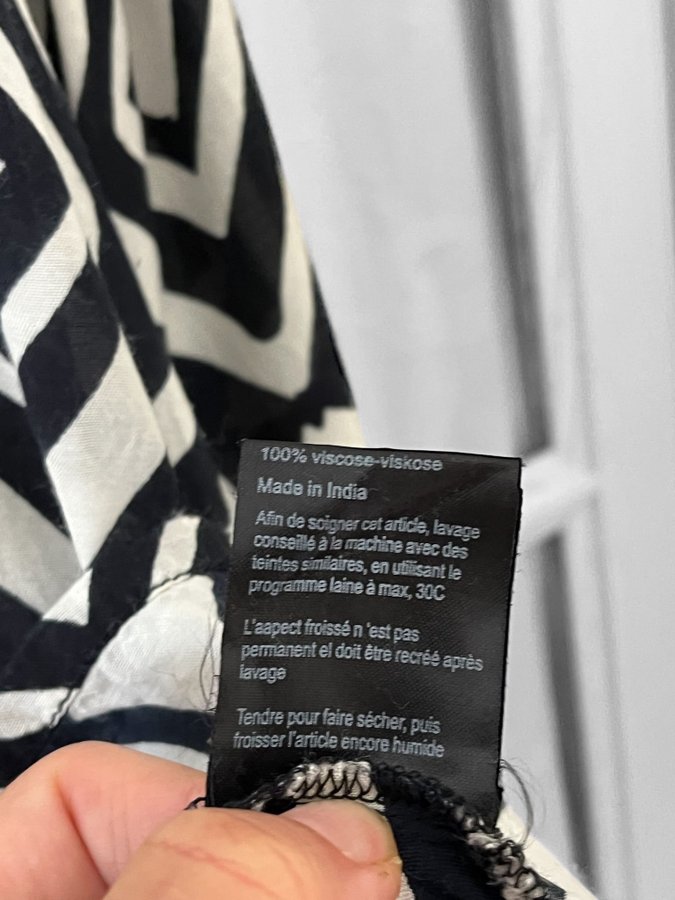 100% viscose-viskose
Made in India
Afin de soigner cet article, lavage
conseillé à la machine avec des
teintes similaires, en utilisant le
programme laine à max, 30C
L'aapect froissé n 'est pas
permanent el doit être recréé après
lavage
Tendre pour faire sécher, puis
froisser l'article encore humide